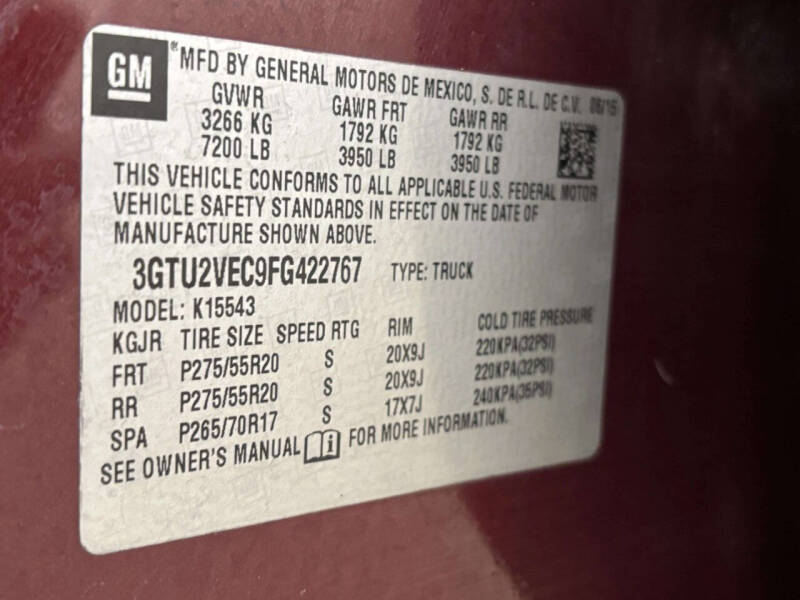 GM
®MFD BY GENERAL MOTORS DE MEXICO, S. DE R.L. DE C.V. 06/15
GVWR GAWR FRT GAWR RR
3266 KG 1792 KG 1792 KG
7200 LB 3950 LB 3950 LB
THIS VEHICLE CONFORMS TO ALL APPLICABLE U.S. FEDERAL MOTOR
VEHICLE SAFETY STANDARDS IN EFFECT ON THE DATE OF
MANUFACTURE SHOWN ABOVE.
3GTU2VEC9FG422767 TYPE: TRUCK
MODEL: K15543
KGJR TIRE SIZE SPEED RTG RIM COLD TIRE PRESSURE
FRT P275/55R20 S 20X9J 220KPA(32PSI)
RR P275/55R20 S 20X9J 220KPA(32PSI)
SPA P265/70R17 S 17X7J 240KPA(35PSI)
SEE OWNER'S MANUAL i FOR MORE INFORMATION.